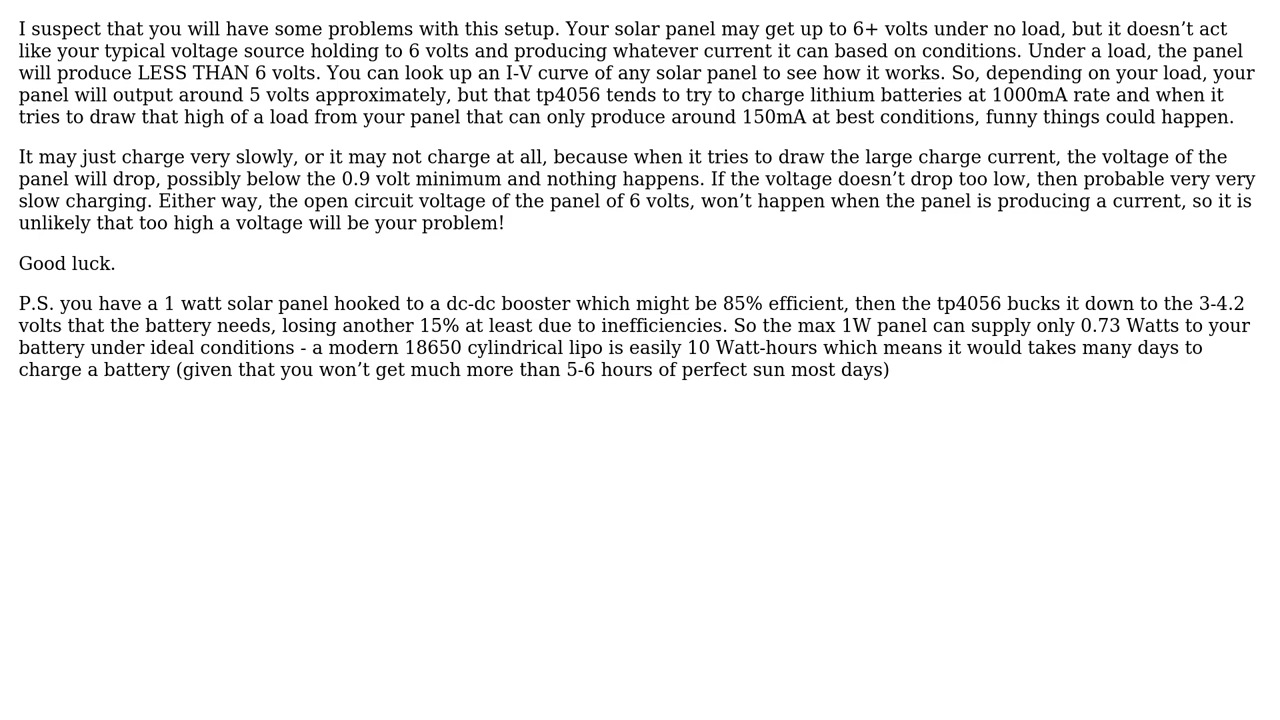 I suspect that you will have some problems with this setup. Your solar panel may get up to 6+ volts under no load, but it doesn’t act
like your typical voltage source holding to 6 volts and producing whatever current it can based on conditions. Under a load, the panel
will produce LESS THAN 6 volts. You can look up an I-V curve of any solar panel to see how it works. So, depending on your load, your
panel will output around 5 volts approximately, but that tp4056 tends to try to charge lithium batteries at 1000mA rate and when it
tries to draw that high of a load from your panel that can only produce around 150mA at best conditions, funny things could happen.
It may just charge very slowly, or it may not charge at all, because when it tries to draw the large charge current, the voltage of the
panel will drop, possibly below the 0.9 volt minimum and nothing happens. If the voltage doesn’t drop too low, then probable very very
slow charging. Either way, the open circuit voltage of the panel of 6 volts, won’t happen when the panel is producing a current, so it is
unlikely that too high a voltage will be your problem!
Good luck.
P.S. you have a 1 watt solar panel hooked to a dc-dc booster which might be 85% efficient, then the tp4056 bucks it down to the 3-4.2
volts that the battery needs, losing another 15% at least due to inefficiencies. So the max 1W panel can supply only 0.73 Watts to your
battery under ideal conditions - a modern 18650 cylindrical lipo is easily 10 Watt-hours which means it would takes many days to
charge a battery (given that you won’t get much more than 5-6 hours of perfect sun most days)